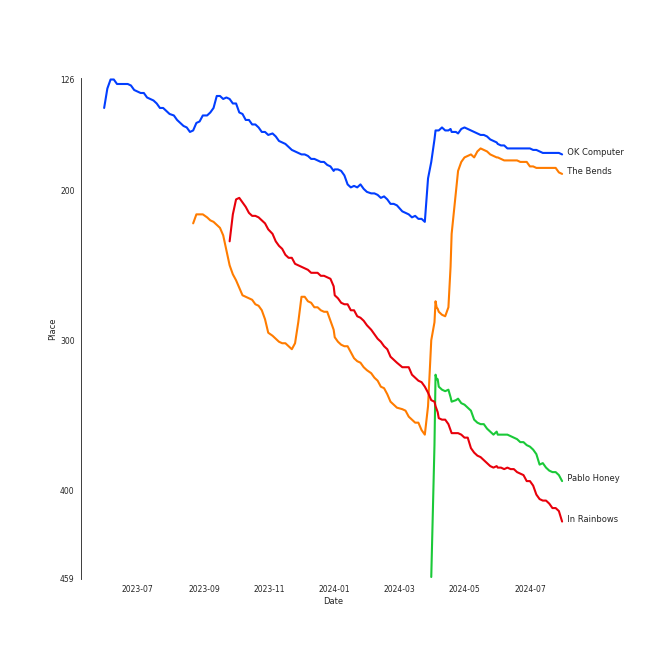 126
200
300
400
459
Place
2023-07
2023-09
2023-11
2024-01
2024-03
2024-05
2024-07
Date
OK Computer
The Bends
Pablo Honey
In Rainbows